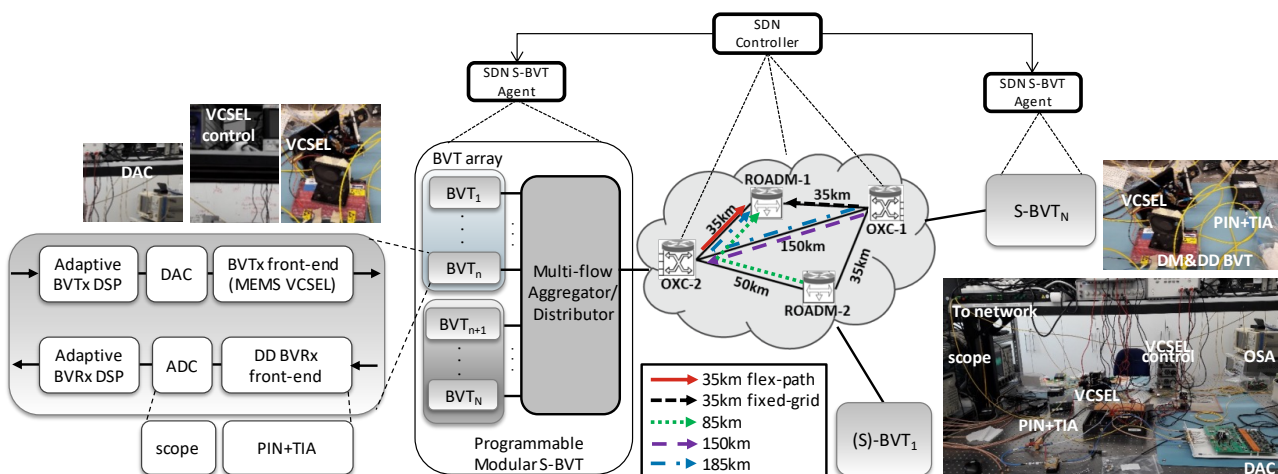 SDN
Controller
SDN S-BVT
Agent
SDN S-BVT
Agent
VCSEL
control
VCSEL
DAC
BVT array
BVT1
BVTn
BVTn+1
BVTN
Multi-flow
Aggregator/
Distributor
Programmable
Modular S-BVT
Adaptive
BVTx DSP
DAC
BVTx front-end
(MEMS VCSEL)
Adaptive
BVRx DSP
ADC
DD BVRx
front-end
scope
PIN+TIA
ROADM-1
35km
35km
OXC-1
150km
35km
OXC-2
50km
ROADM-2
35km flex-path
35km fixed-grid
85km
150km
185km
S-BVTN
(S)-BVT1
VCSEL
PIN+TIA
DM&DD BVT
To network
scope
VCSEL
control
OSA
VCSEL
PIN+TIA
DAC